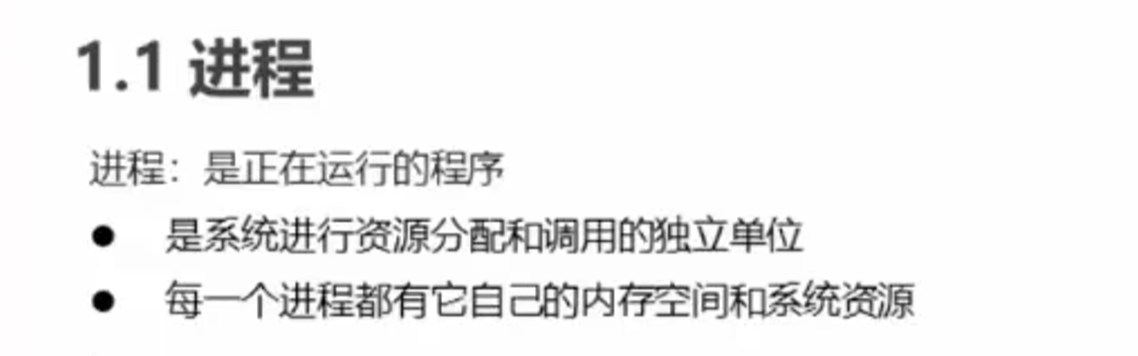 1.1 进程
进程：是正在运行的程序
● 是系统进行资源分配和调用的独立单位
● 每一个进程都有它自己的内存空间和系统资源